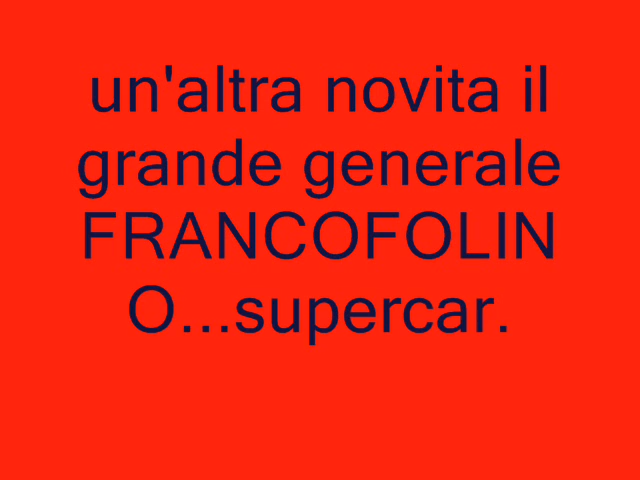 un'altra novita il
grande generale
FRANCOFOLIN
O...supercar.